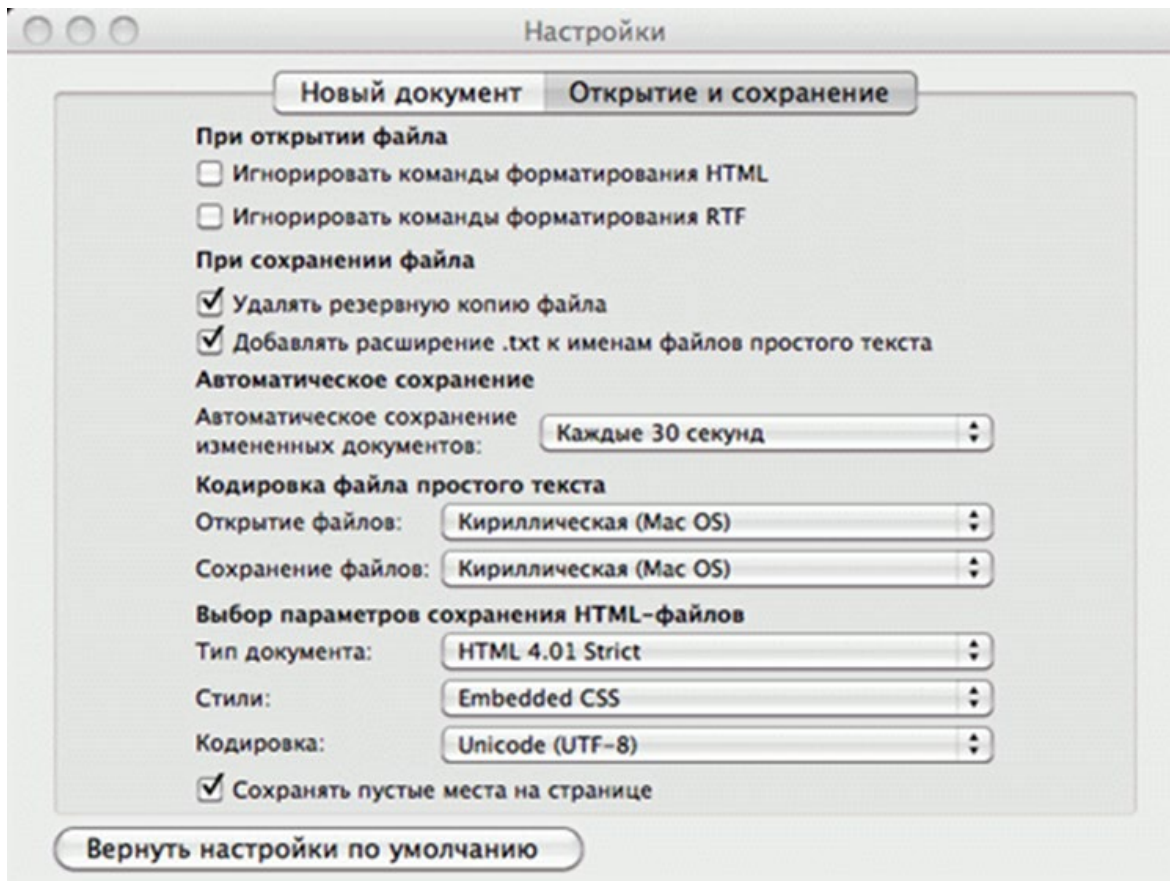 Настройки
Новый документ Открытие и сохранение
При открытии файла
Игнорировать команды форматирования HTML
Игнорировать команды форматирования RTF
При сохранении файла
Удалять резервную копию файла
Добавлять расширение .txt к именам файлов простого текста
Автоматическое сохранение
Автоматическое сохранение
измененных документов: Каждые 30 секунд
Кодировка файла простого текста
Открытие файлов: Кириллическая (Mac OS)
Сохранение файлов: Кириллическая (Mac OS)
Выбор параметров сохранения HTML-файлов
Тип документа: HTML 4.01 Strict
Стили: Embedded CSS
Кодировка: Unicode (UTF-8)
Сохранять пустые места на странице
Вернуть настройки по умолчанию